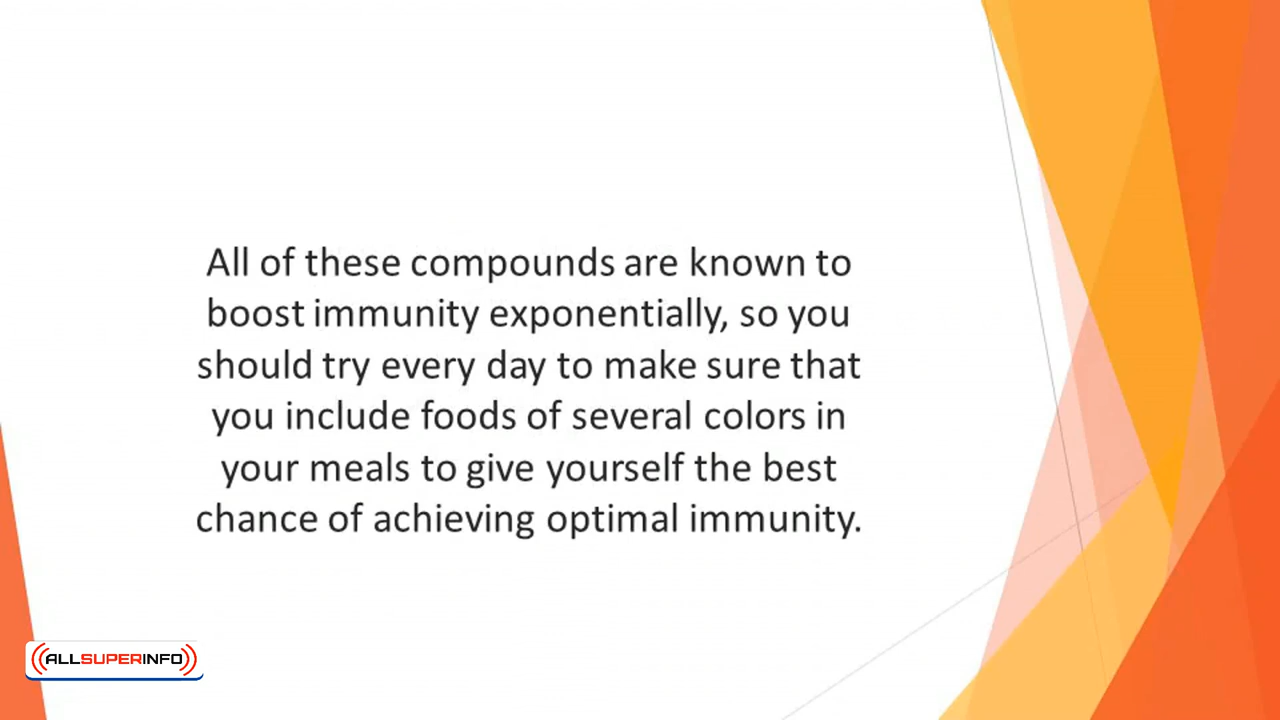 All of these compounds are known to
boost immunity exponentially, so you
should try every day to make sure that
you include foods of several colors in
your meals to give yourself the best
chance of achieving optimal immunity.
ALLSUPERINFO